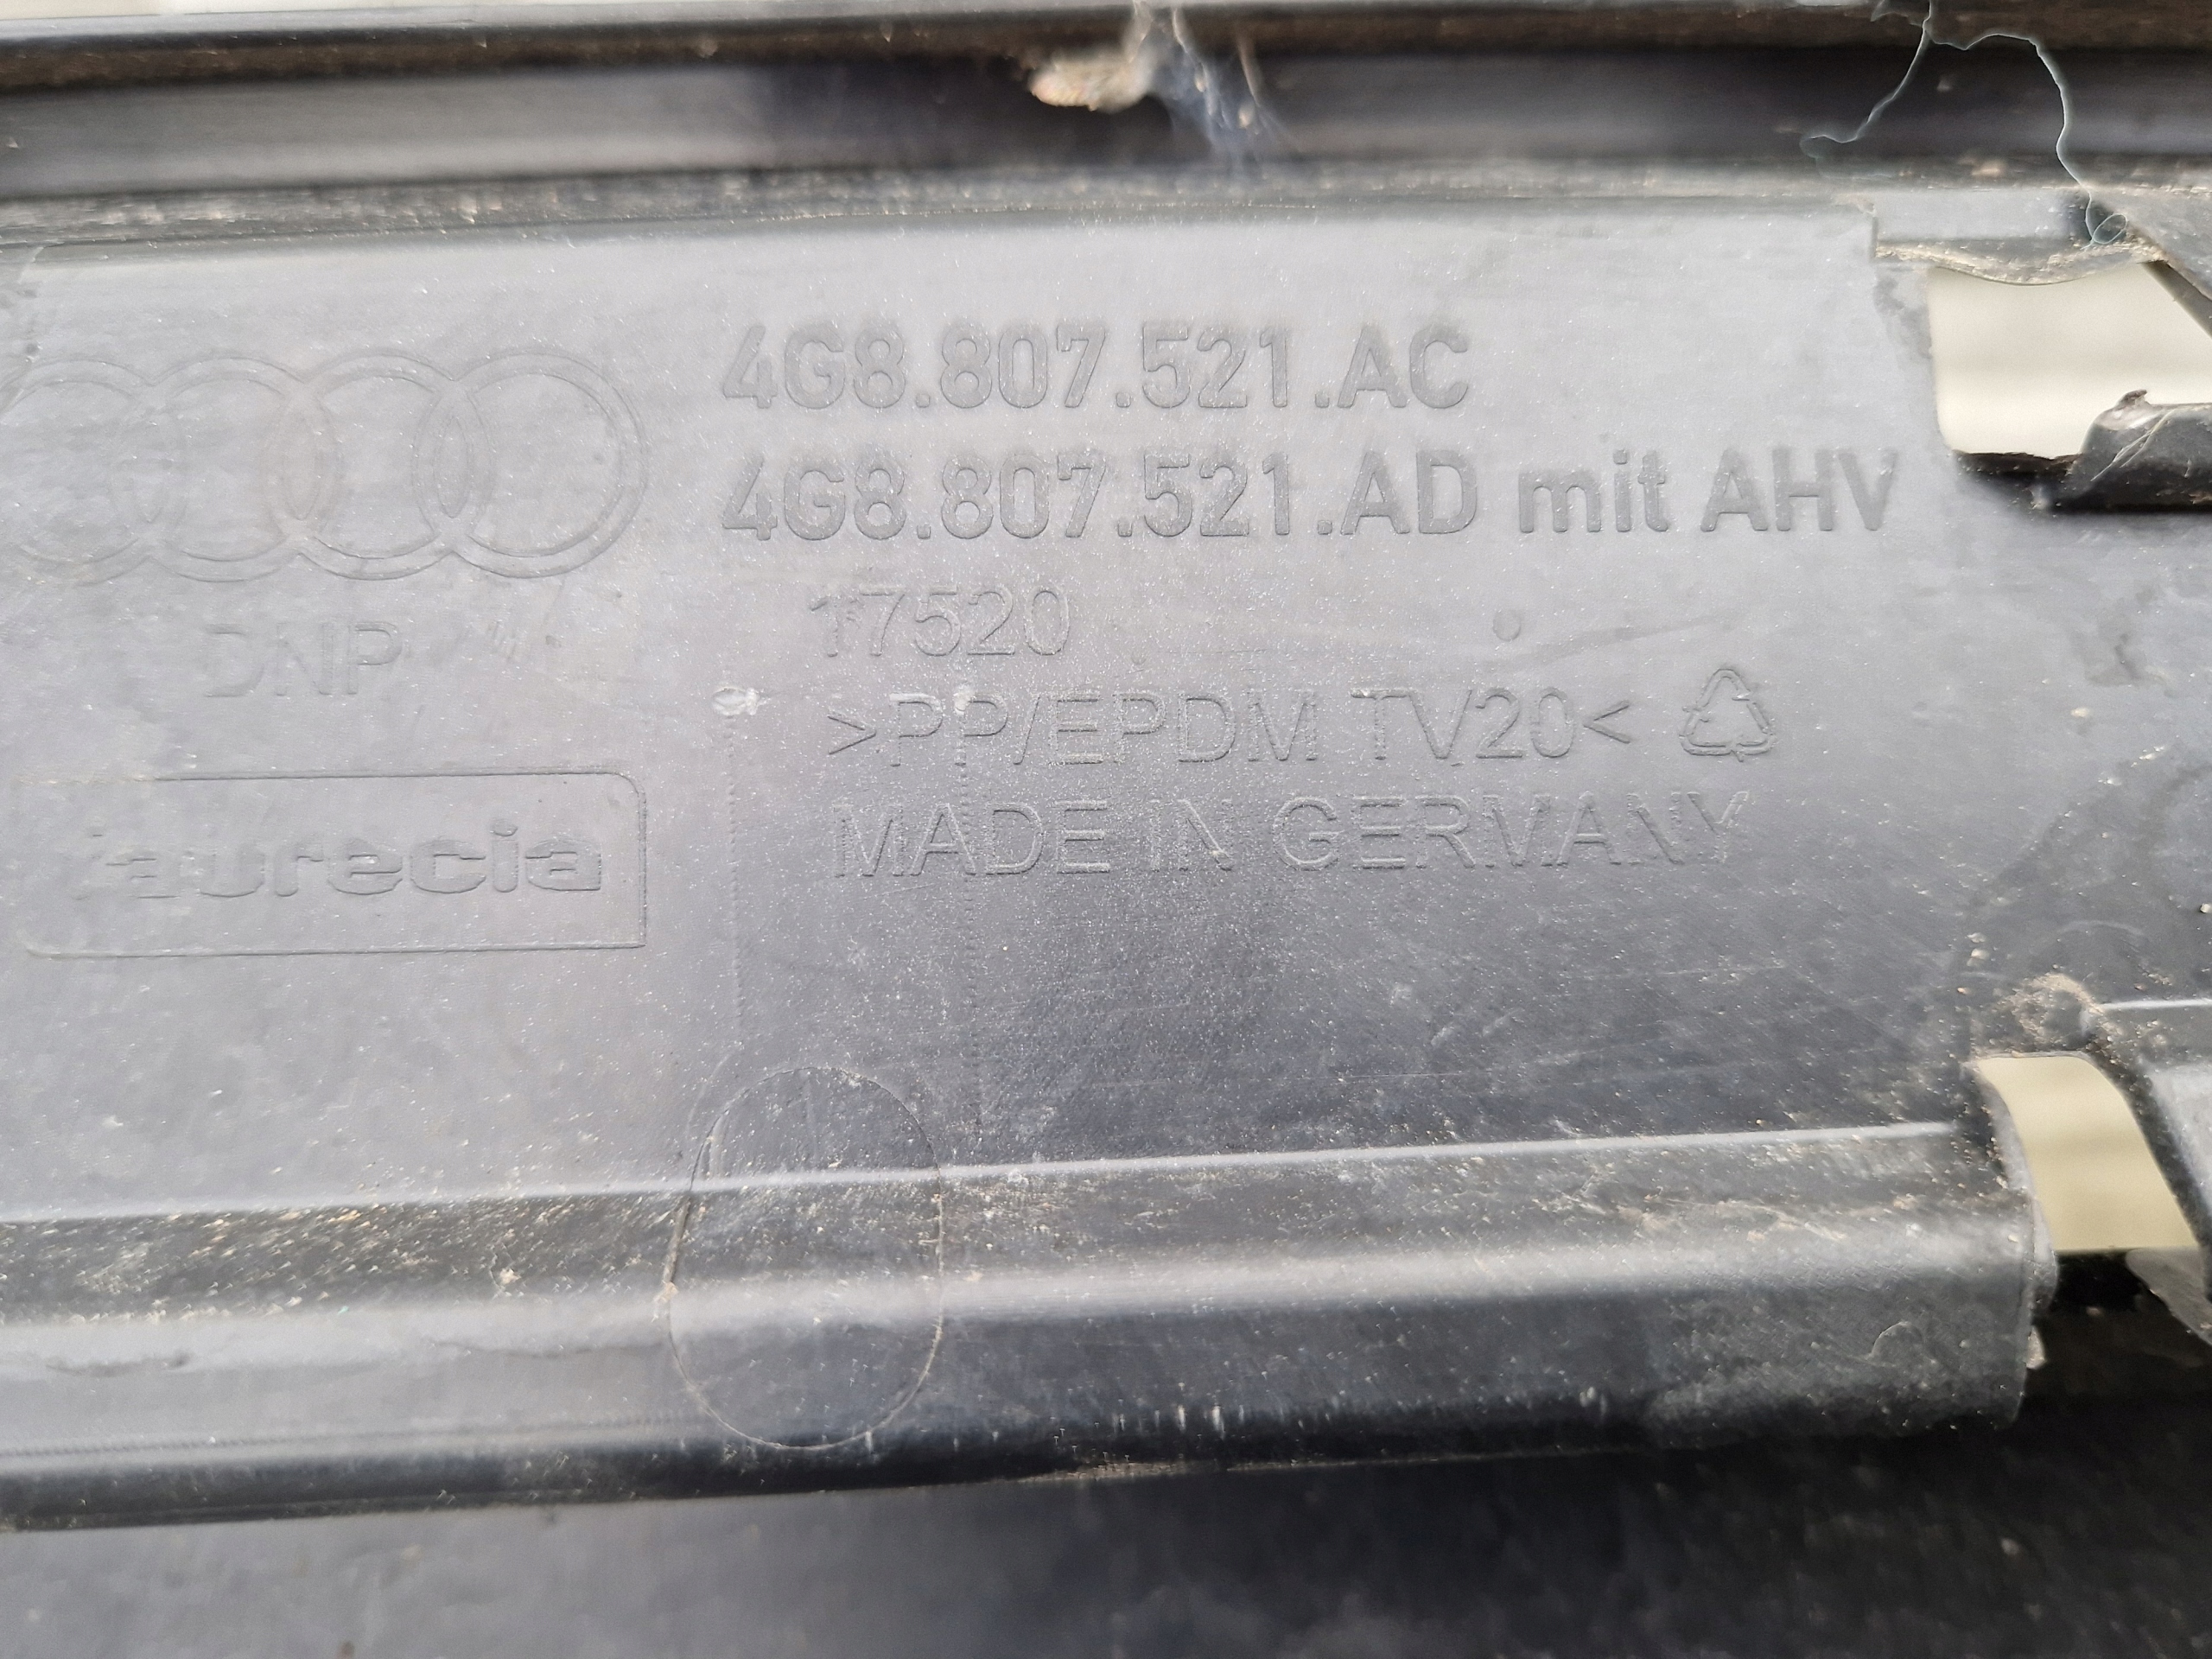 4G8.807.521.AC
4G8.807.521.AD mit AHV
17520
DNP
>PP/EPDM TV20<
MADE IN GERMANY
faurecia